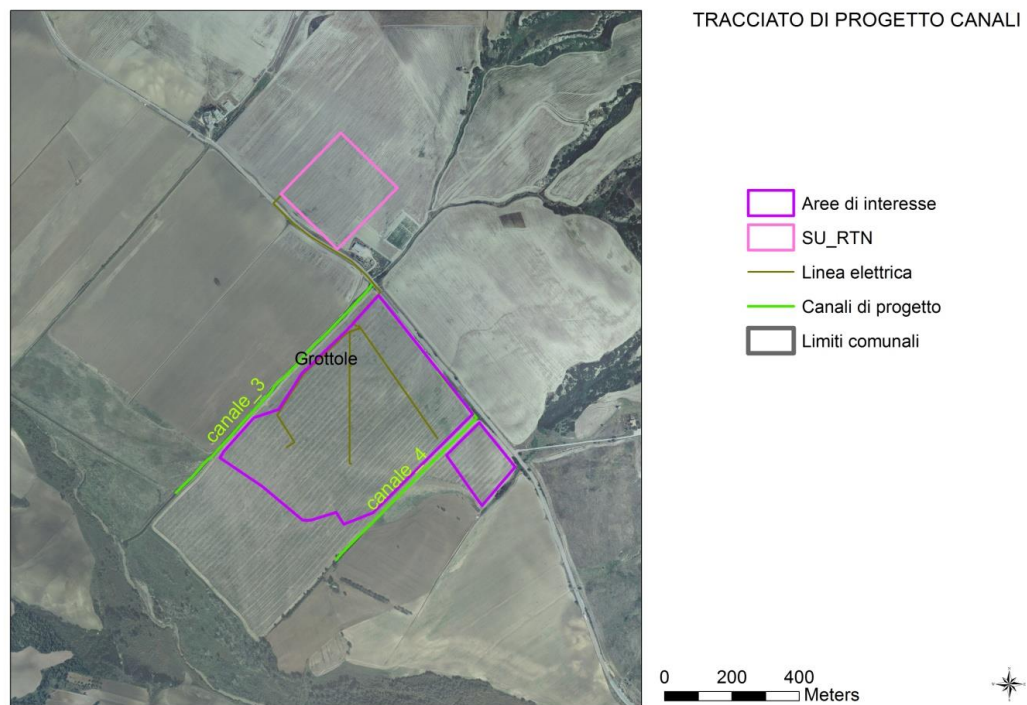 TRACCIATO DI PROGETTO CANALI
Aree di interesse
SU_RTN
Linea elettrica
Canali di progetto
Limiti comunali
Grottole
canale_3
canale_4
0 200 400
Meters